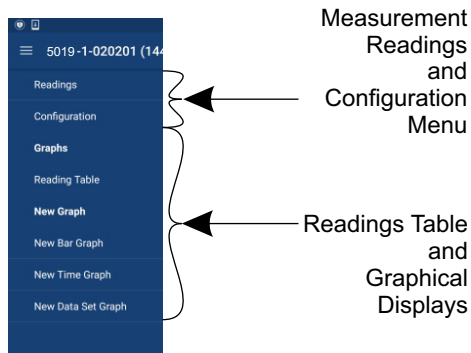 5019-1-020201 (144
Readings
Configuration
Graphs
Reading Table
New Graph
New Bar Graph
New Time Graph
New Data Set Graph
Measurement
Readings
and
Configuration
Menu
Readings Table
and
Graphical
Displays